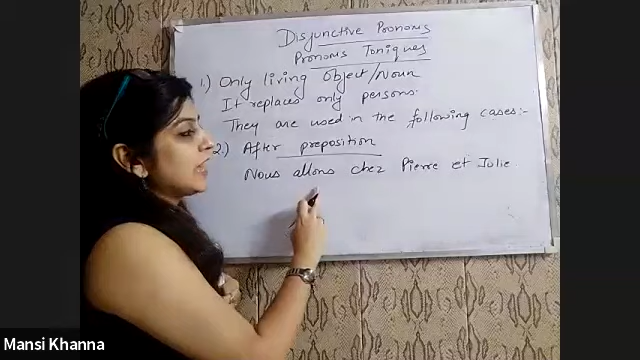 Disjunctive Pronoms
Pronoms Toniques
1.) Only living Object/Noun
It replaces only persons.
They are used in the following cases:-
2.) After preposition
Nous allons chez Pierre et Julie
Mansi Khanna